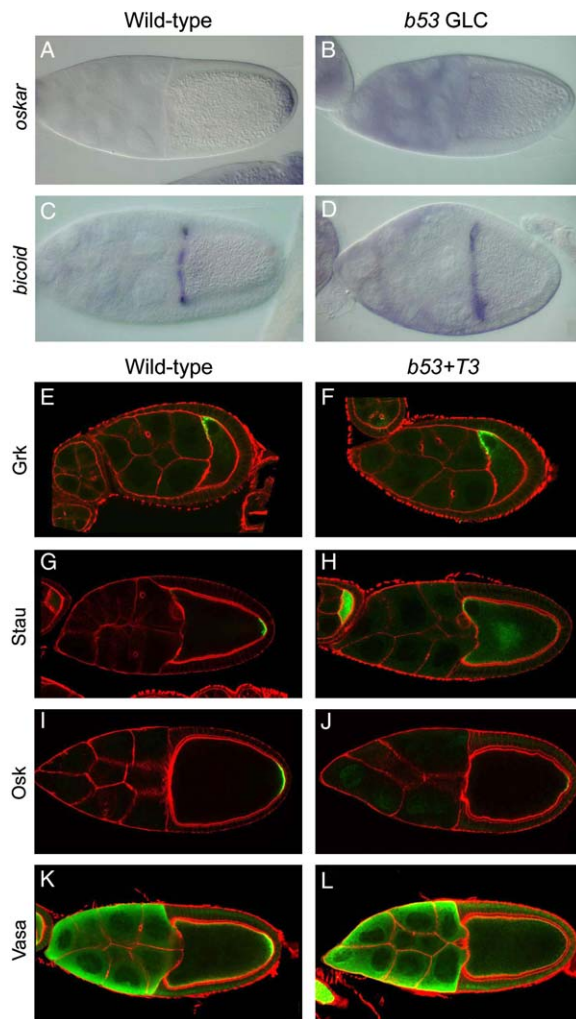 Wild-type b53 GLC
A B
oskar
C D
bicoid
Wild-type b53+T3
E F
Grk
G H
Stau
I J
Osk
K L
Vasa